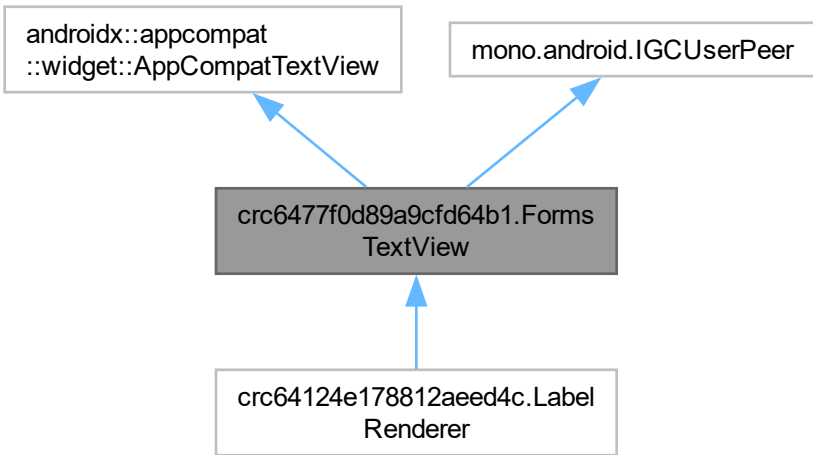 androidx::appcompat
::widget::AppCompatTextView
mono.android.IGCUserPeer
crc6477f0d89a9cfd64b1.Forms
TextView
crc64124e178812aeed4c.Label
Renderer